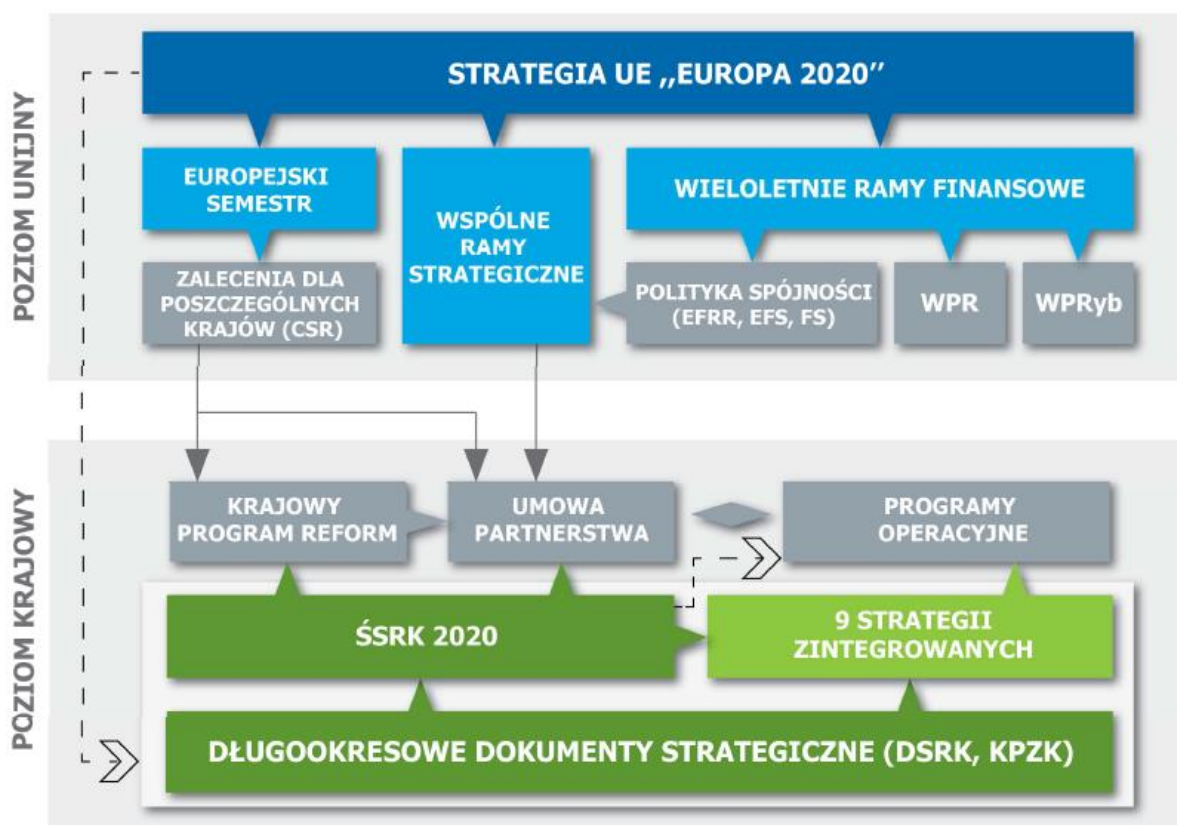 POZIOM UNIJNY
STRATEGIA UE ,,EUROPA 2020”
EUROPEJSKI
SEMESTR
WSPÓLNE
RAMY
STRATEGICZNE
WIELOLETNIE RAMY FINANSOWE
ZALECENIA DLA
POSZCZEGÓLNYCH
KRAJÓW (CSR)
POLITYKA SPÓJNOŚCI
(EFRR, EFS, FS)
WPR
WPRyb
POZIOM KRAJOWY
KRAJOWY
PROGRAM REFORM
UMOWA
PARTNERSTWA
PROGRAMY
OPERACYJNE
ŚSRK 2020
9 STRATEGII
ZINTEGROWANYCH
DŁUGOOKRESOWE DOKUMENTY STRATEGICZNE (DSRK, KPZK)